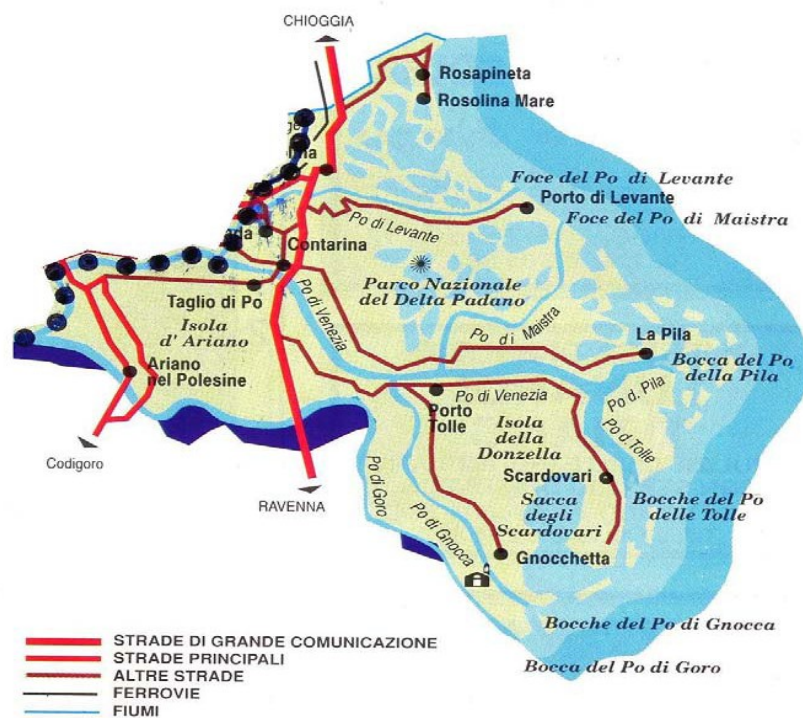 CHIOGGIA
Rosapineta
Rosolina Mare
Foce del Po di Levante
Porto di Levante
Foce del Po di Maistra
Po di Levante
Contarina
Parco Nazionale
del Delta Padano
Taglio di Po
Isola
d' Ariano
Po di Venezia
Po di Maistra
La Pila
Bocca del Po
della Pila
Ariano
nel Polesine
Porto
Tolle
Po di Venezia
Po d. Pila
Po d. Tolle
Isola
della
Donzella
Codigoro
RAVENNA
Po di Goro
Po di Gnocca
Scardovari
Sacca
degli
Scardovari
Bocche del Po
delle Tolle
Gnocchetta
Bocche del Po di Gnocca
Bocca del Po di Goro
STRADE DI GRANDE COMUNICAZIONE
STRADE PRINCIPALI
ALTRE STRADE
FERROVIE
FIUMI